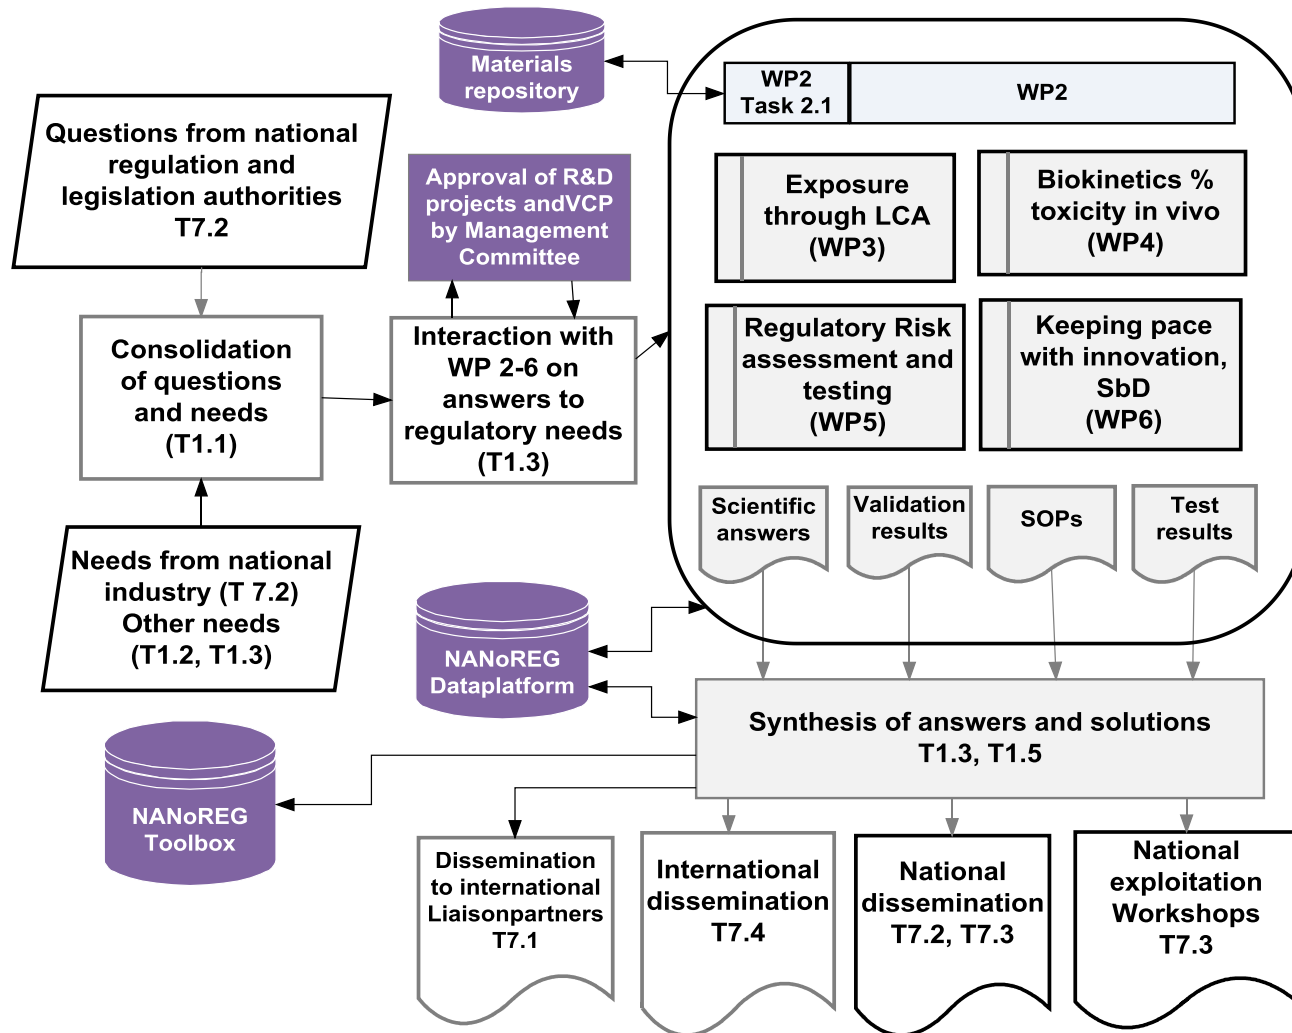 Materials
repository
WP2
Task 2.1
WP2
Questions from national
regulation and
legislation authorities
T7.2
Approval of R&D
projects andVCP
by Management
Committee
Exposure
through LCA
(WP3)
Biokinetics %
toxicity in vivo
(WP4)
Consolidation
of questions
and needs
(T1.1)
Interaction with
WP 2-6 on
answers to
regulatory needs
(T1.3)
Regulatory Risk
assessment and
testing
(WP5)
Keeping pace
with innovation,
SbD
(WP6)
Scientific
answers
Validation
results
SOPs
Test
results
Needs from national
industry (T 7.2)
Other needs
(T1.2, T1.3)
NANoREG
Dataplatform
Synthesis of answers and solutions
T1.3, T1.5
NANoREG
Toolbox
Dissemination
to international
Liaisonpartners
T7.1
International
dissemination
T7.4
National
dissemination
T7.2, T7.3
National
exploitation
Workshops
T7.3